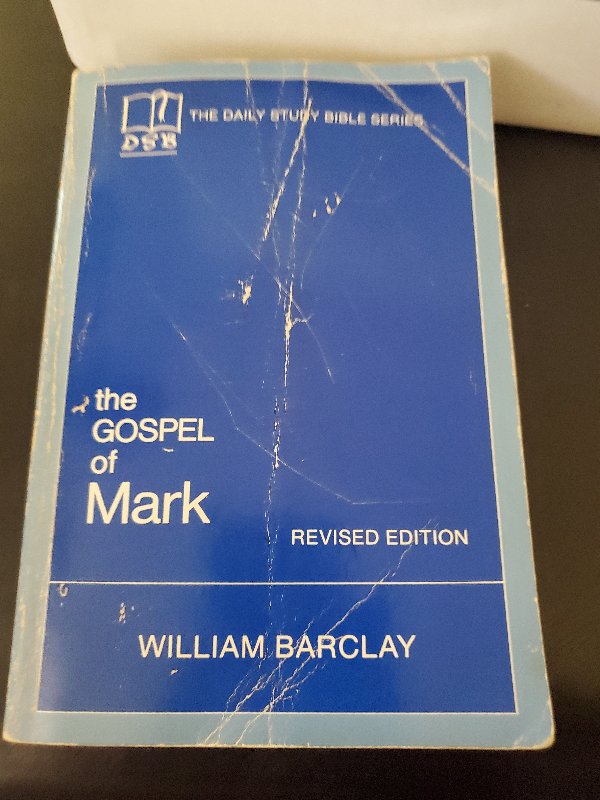 DSB
THE DAILY STUDY BIBLE SERIES
the
GOSPEL
of
Mark
REVISED EDITION
WILLIAM BARCLAY